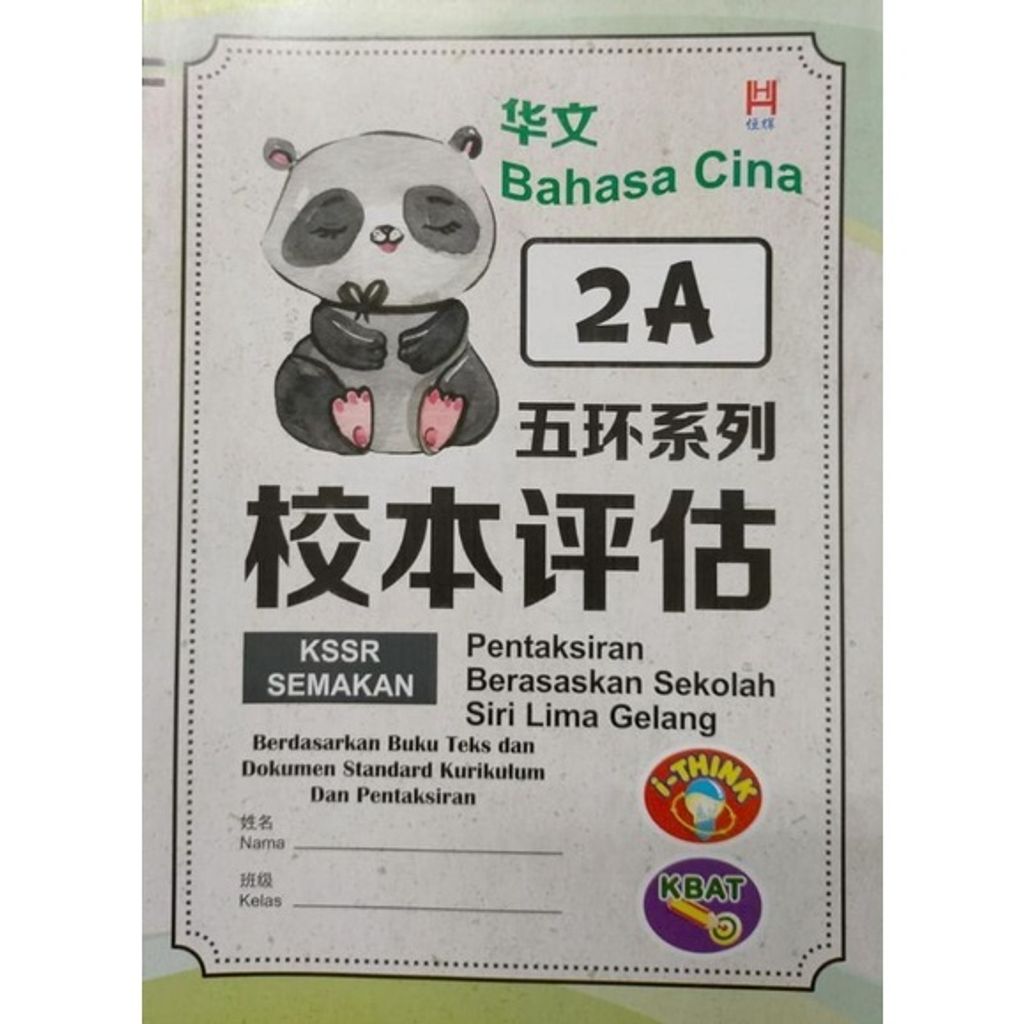 华文
Bahasa Cina
恒辉
2A
五环系列
校本评估
KSSR
SEMAKAN
Pentaksiran
Berasaskan Sekolah
Siri Lima Gelang
Berdasarkan Buku Teks dan
Dokumen Standard Kurikulum
Dan Pentaksiran
姓名
Nama
班级
Kelas
i-THINK
KBAT